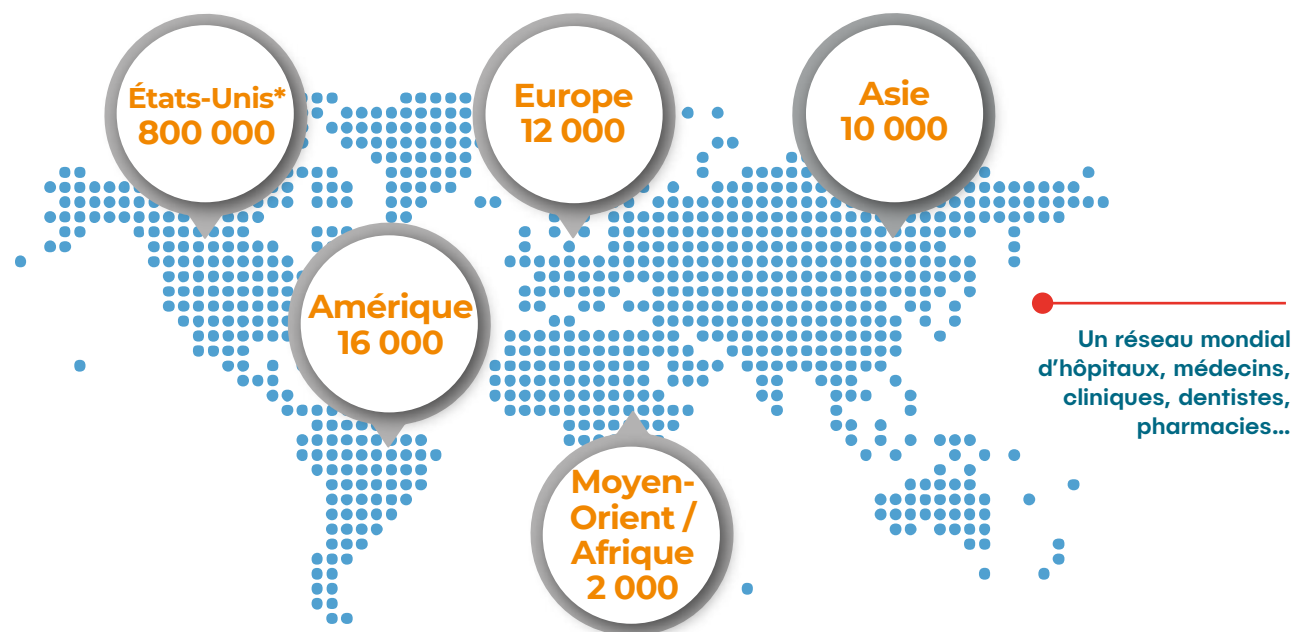 États-Unis*
800 000
Europe
12 000
Asie
10 000
Amérique
16 000
Un réseau mondial
d’hôpitaux, médecins,
cliniques, dentistes,
pharmacies...
Moyen-
Orient /
Afrique
2 000